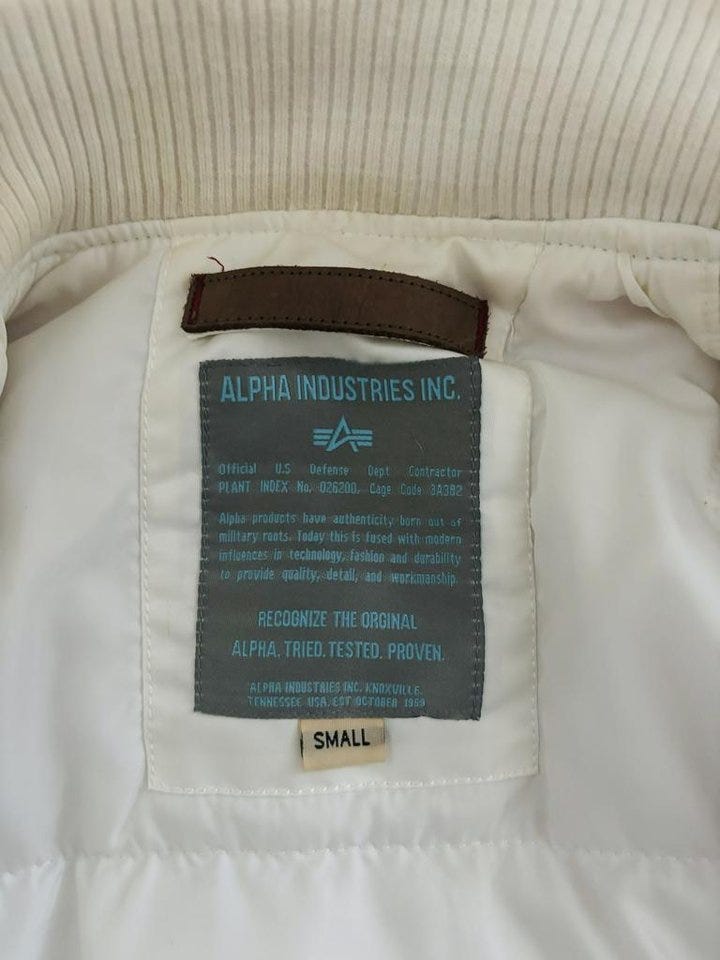 ALPHA INDUSTRIES INC.
Official U.S Defense Dept Contractor
PLANT INDEX No. 026200. Cage Code 3A392
Alpha products have authenticity born out of
military roots. Today this is fused with modern
influences in technology, fashion and durability
to provide quality, detail, and workmanship.
RECOGNIZE THE ORGINAL
ALPHA. TRIED. TESTED. PROVEN.
ALPHA INDUSTRIES INC. KNOXVILLE.
TENNESSEE USA. EST OCTOBER 1959
SMALL